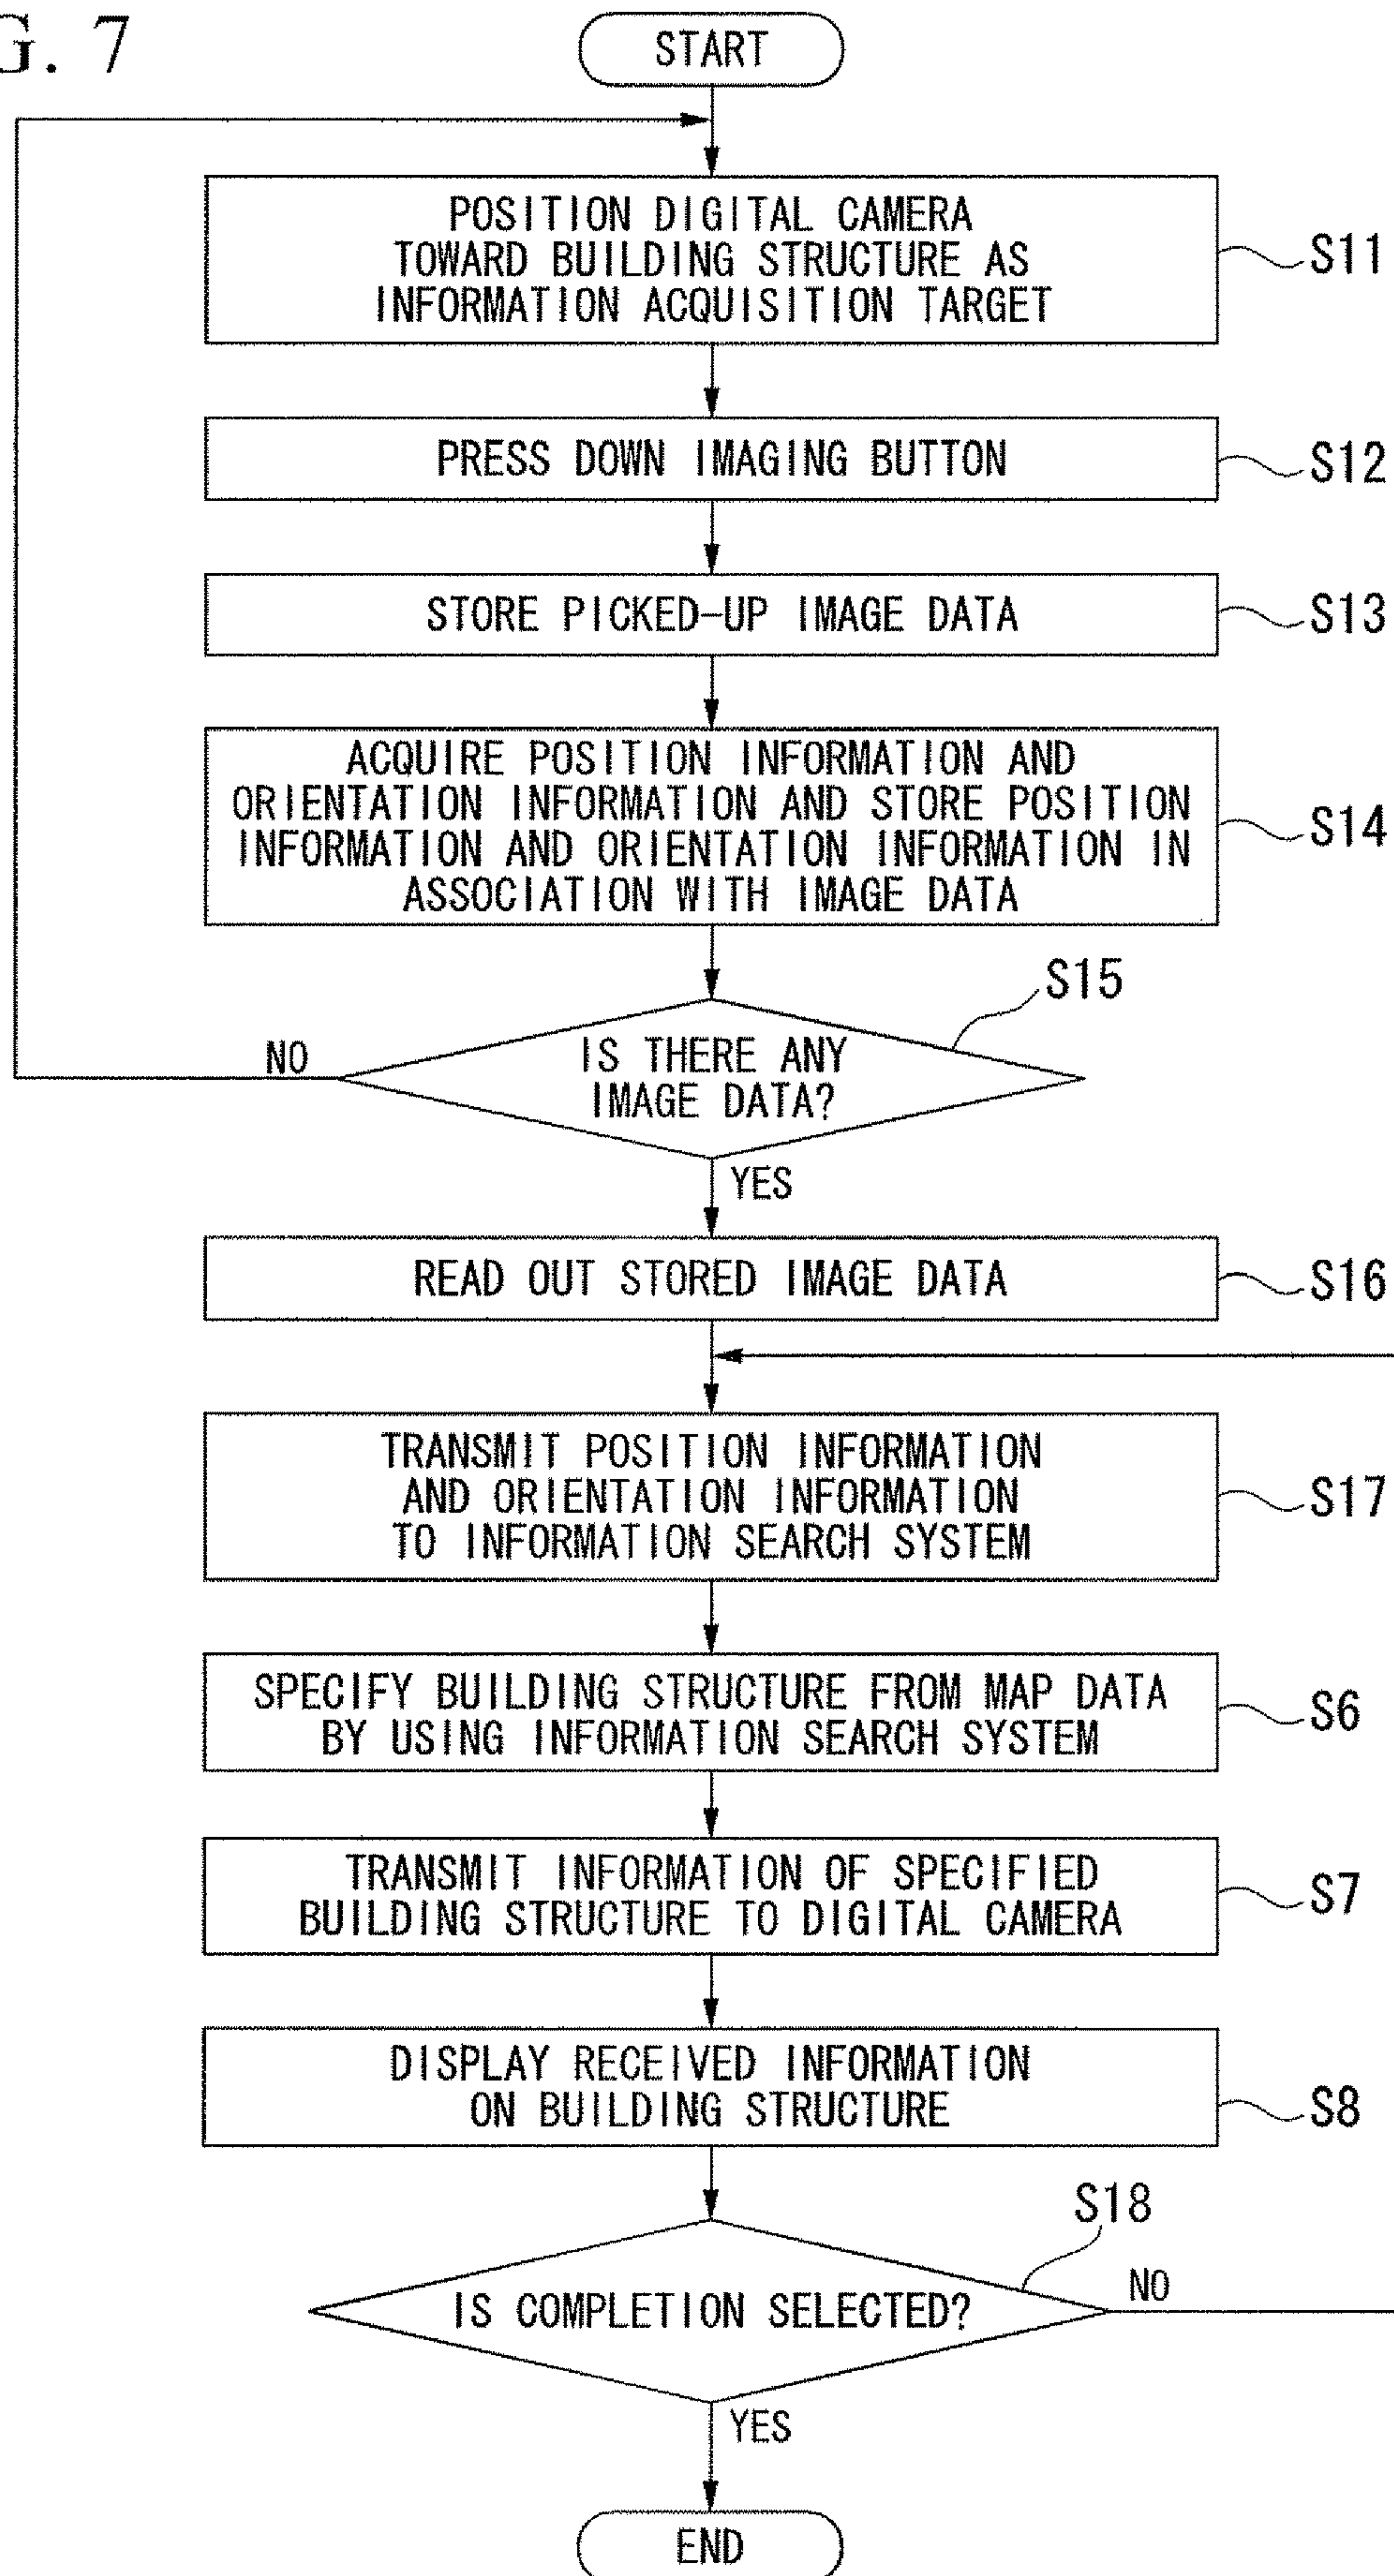 G. 7
START
POSITION DIGITAL CAMERA
TOWARD BUILDING STRUCTURE AS
INFORMATION ACQUISITION TARGET
S11
PRESS DOWN IMAGING BUTTON
S12
STORE PICKED-UP IMAGE DATA
S13
ACQUIRE POSITION INFORMATION AND
ORIENTATION INFORMATION AND STORE POSITION
INFORMATION AND ORIENTATION INFORMATION IN
ASSOCIATION WITH IMAGE DATA
S14
S15
NO
IS THERE ANY
IMAGE DATA?
YES
READ OUT STORED IMAGE DATA
S16
TRANSMIT POSITION INFORMATION
AND ORIENTATION INFORMATION
TO INFORMATION SEARCH SYSTEM
S17
SPECIFY BUILDING STRUCTURE FROM MAP DATA
BY USING INFORMATION SEARCH SYSTEM
S6
TRANSMIT INFORMATION OF SPECIFIED
BUILDING STRUCTURE TO DIGITAL CAMERA
S7
DISPLAY RECEIVED INFORMATION
ON BUILDING STRUCTURE
S8
S18
IS COMPLETION SELECTED?
NO
YES
END